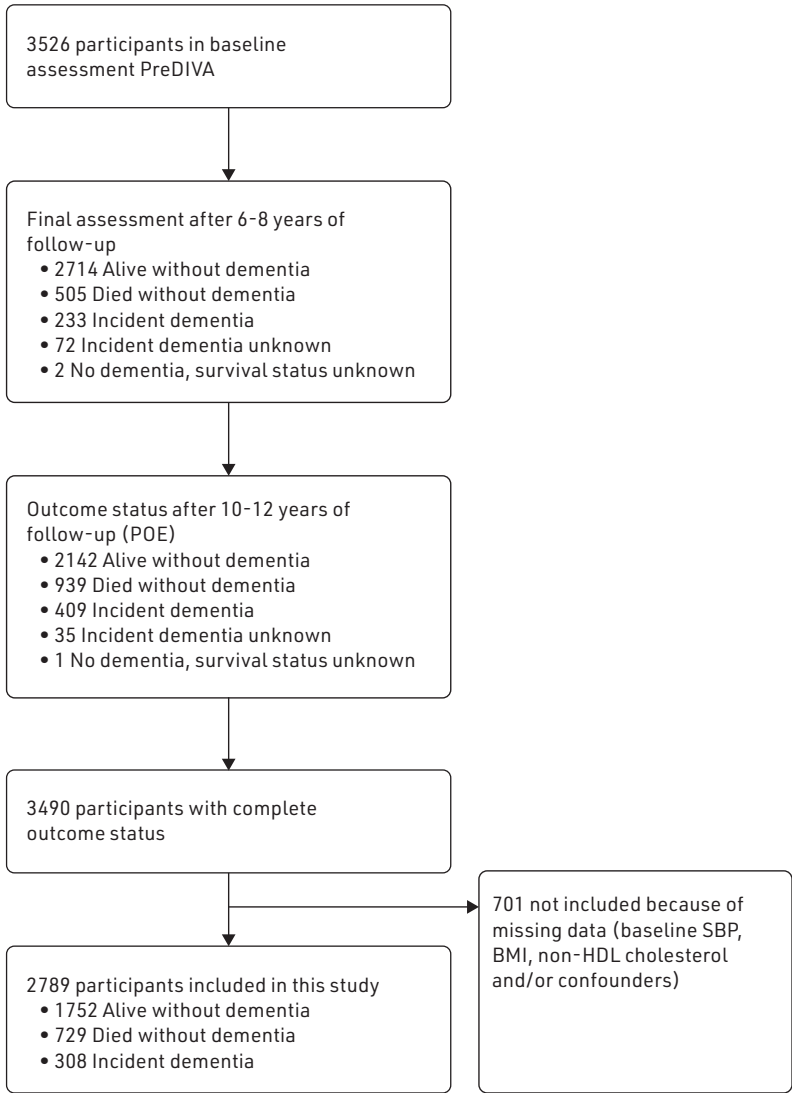 3526 participants in baseline
assessment PreDIVA
Final assessment after 6-8 years of
follow-up
• 2714 Alive without dementia
• 505 Died without dementia
• 233 Incident dementia
• 72 Incident dementia unknown
• 2 No dementia, survival status unknown
Outcome status after 10-12 years of
follow-up (POE)
• 2142 Alive without dementia
• 939 Died without dementia
• 409 Incident dementia
• 35 Incident dementia unknown
• 1 No dementia, survival status unknown
3490 participants with complete
outcome status
701 not included because of
missing data (baseline SBP,
BMI, non-HDL cholesterol
and/or confounders)
2789 participants included in this study
• 1752 Alive without dementia
• 729 Died without dementia
• 308 Incident dementia